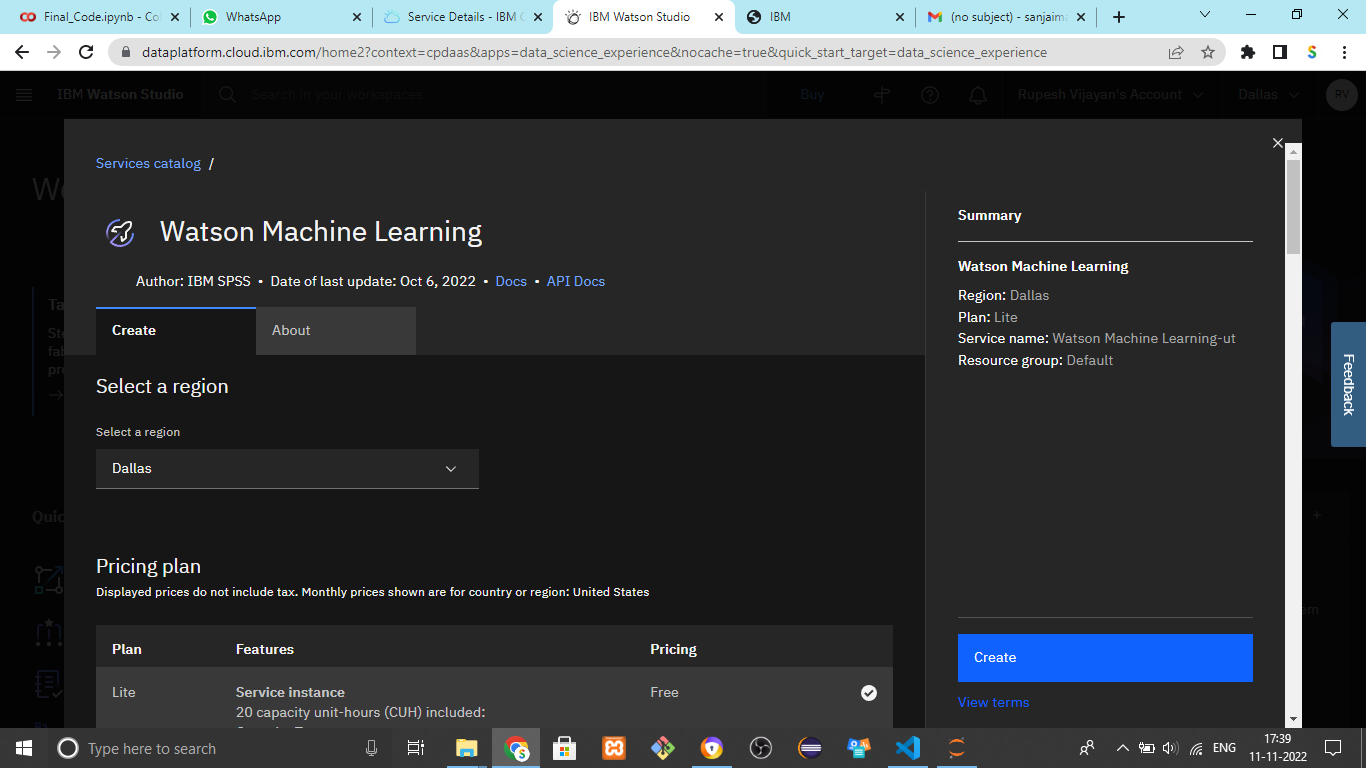 Final_Code.ipynb - Co
WhatsApp
Service Details - IBM C
IBM Watson Studio
IBM
(no subject) - sanjaima
dataplatform.cloud.ibm.com/home2?context=cpdaas&apps=data_science_experience&nocache=true&quick_start_target=data_science_experience
IBM Watson Studio
Search in your workspaces
Buy
Rupesh Vijayan's Account
Dallas
RV
Services catalog /
Watson Machine Learning
Author: IBM SPSS • Date of last update: Oct 6, 2022 • Docs • API Docs
Create
About
Select a region
Select a region
Dallas
Pricing plan
Displayed prices do not include tax. Monthly prices shown are for country or region: United States
Plan
Features
Pricing
Lite
Service instance
Free
20 capacity unit-hours (CUH) included:
Summary
Watson Machine Learning
Region: Dallas
Plan: Lite
Service name: Watson Machine Learning-ut
Resource group: Default
Create
View terms
Feedback
Quic
Type here to search
ENG
17:39
11-11-2022